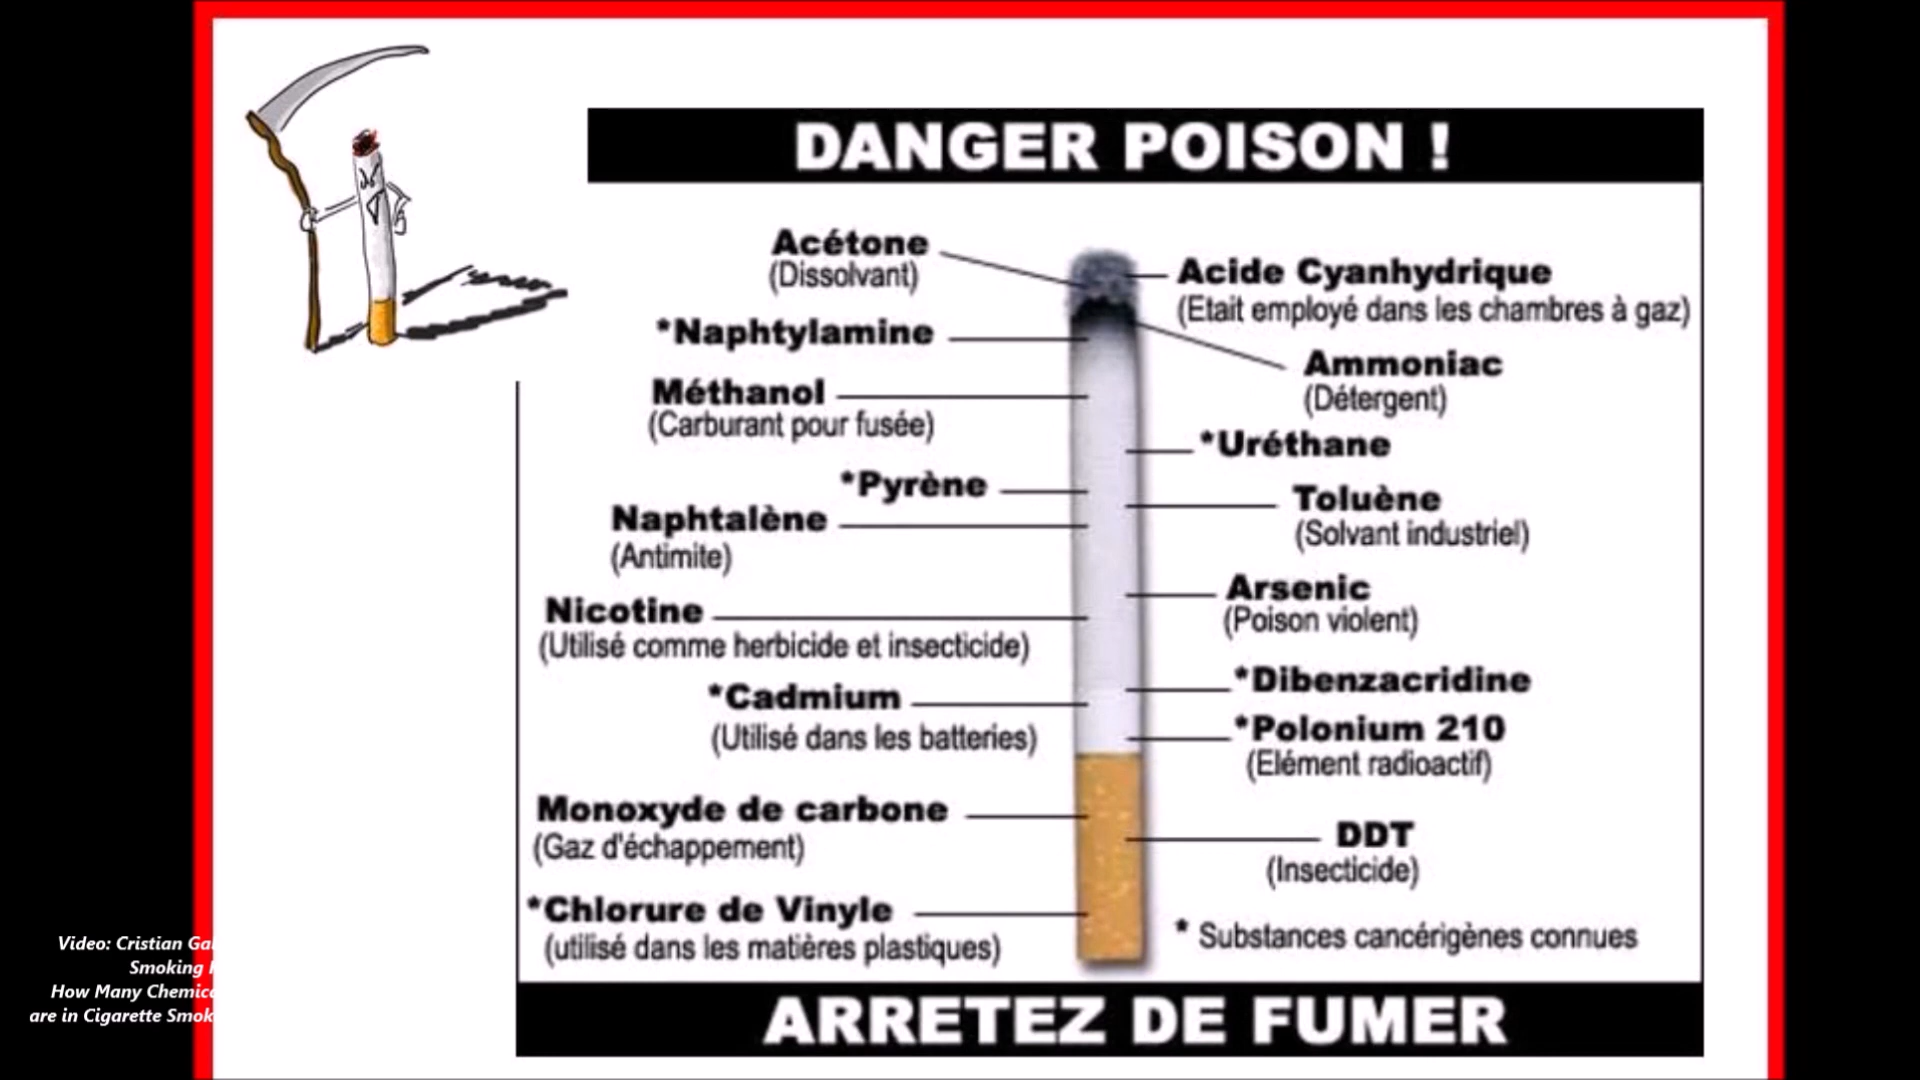 DANGER POISON !
Acétone
(Dissolvant)
Acide Cyanhydrique
(Etait employé dans les chambres à gaz)
*Naphtylamine
Ammoniac
(Détergent)
Méthanol
(Carburant pour fusée)
*Uréthane
*Pyrène
Toluène
(Solvant industriel)
Naphtalène
(Antimite)
Arsenic
(Poison violent)
Nicotine
(Utilisé comme herbicide et insecticide)
*Dibenzacridine
*Cadmium
(Utilisé dans les batteries)
*Polonium 210
(Elément radioactif)
Monoxyde de carbone
(Gaz d'échappement)
DDT
(Insecticide)
*Chlorure de Vinyle
(utilisé dans les matières plastiques)
* Substances cancérigènes connues
ARRETEZ DE FUMER
Video: Cristian
Smoking
How Many
are in Cigarette